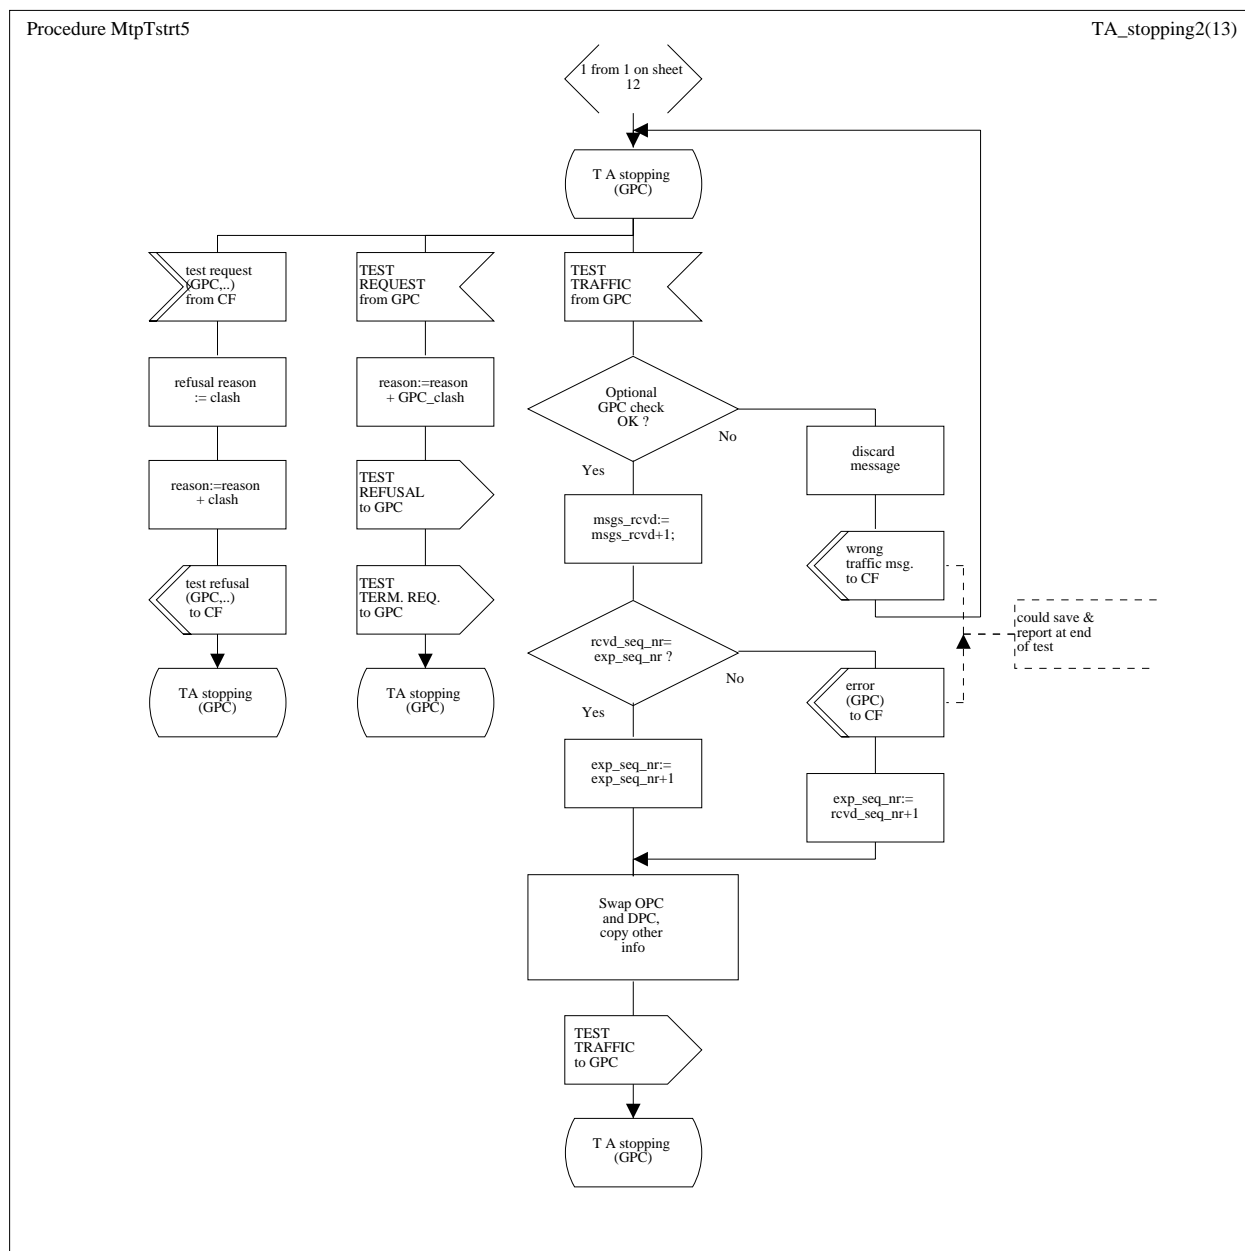 Procedure MtpTstrt5
TA_stopping2(13)
1 from 1 on sheet
12
T A stopping
(GPC)
test request
(GPC,..)
from CF
TEST
REQUEST
from GPC
TEST
TRAFFIC
from GPC
refusal reason
:= clash
reason:=reason
+ GPC_clash
Optional
GPC check
OK ?
No
Yes
discard
message
reason:=reason
+ clash
TEST
REFUSAL
to GPC
msgs_rcvd:=
msgs_rcvd+1;
wrong
traffic msg.
to CF
test refusal
(GPC,..)
to CF
TEST
TERM. REQ.
to GPC
rcvd_seq_nr=
exp_seq_nr ?
No
Yes
could save &
report at end
of test
TA stopping
(GPC)
TA stopping
(GPC)
error
(GPC)
to CF
exp_seq_nr:=
exp_seq_nr+1
exp_seq_nr:=
rcvd_seq_nr+1
Swap OPC
and DPC,
copy other
info
TEST
TRAFFIC
to GPC
T A stopping
(GPC)